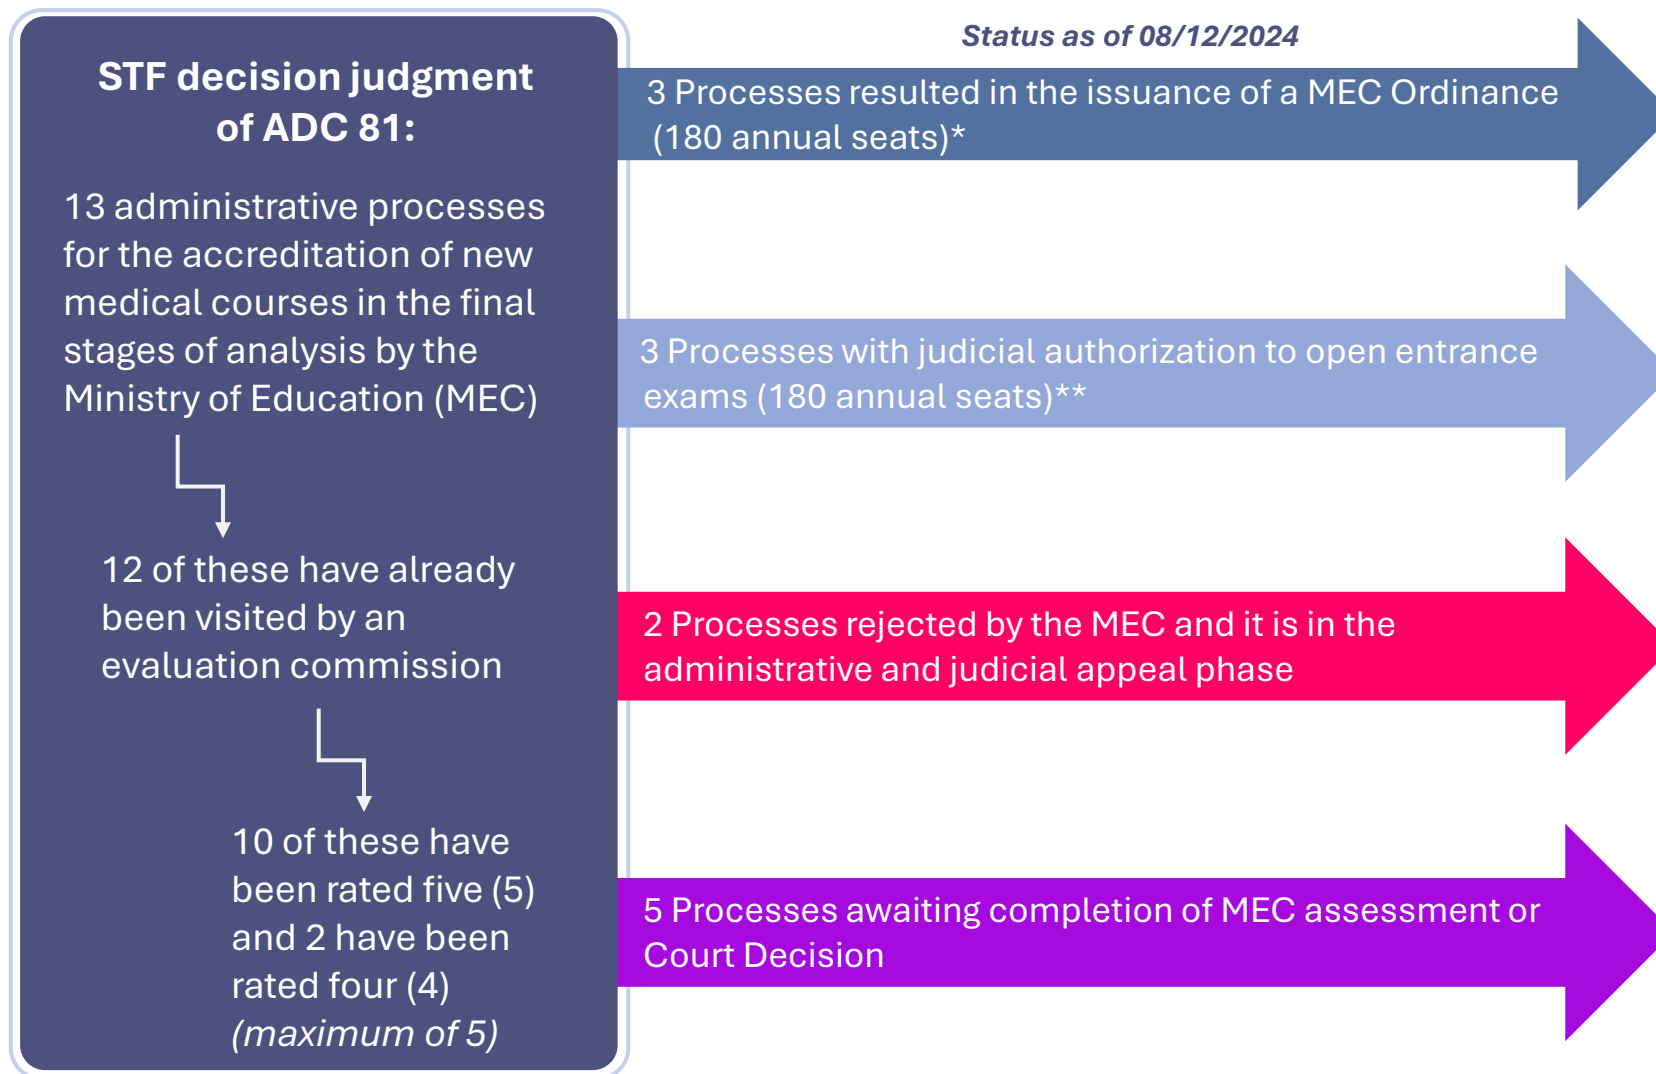 STF decision judgment
of ADC 81:
13 administrative processes
for the accreditation of new
medical courses in the final
stages of analysis by the
Ministry of Education (MEC)
12 of these have already
been visited by an
evaluation commission
10 of these have
been rated five (5)
and 2 have been
rated four (4)
(maximum of 5)
Status as of 08/12/2024
3 Processes resulted in the issuance of a MEC Ordinance
(180 annual seats)*
3 Processes with judicial authorization to open entrance
exams (180 annual seats)**
2 Processes rejected by the MEC and it is in the
administrative and judicial appeal phase
5 Processes awaiting completion of MEC assessment or
Court Decision